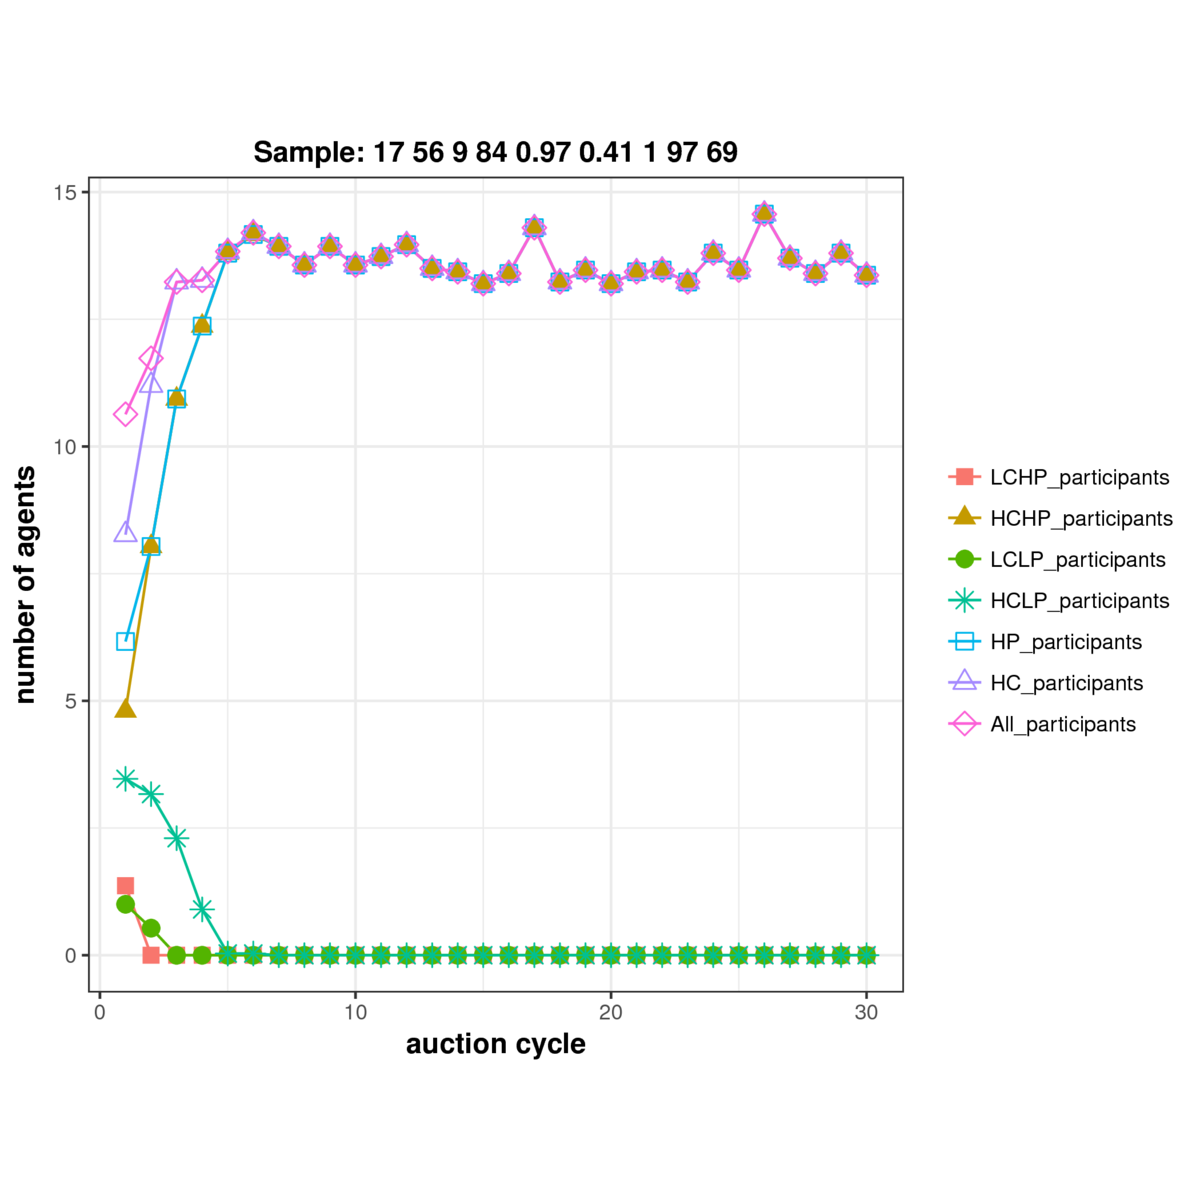 Sample: 17 56 9 84 0.97 0.41 1 97 69
15
10
5
0
0 10 20 30
auction cycle
number of agents
LCHP_participants
HCHP_participants
LCLP_participants
HCLP_participants
HP_participants
HC_participants
All_participants